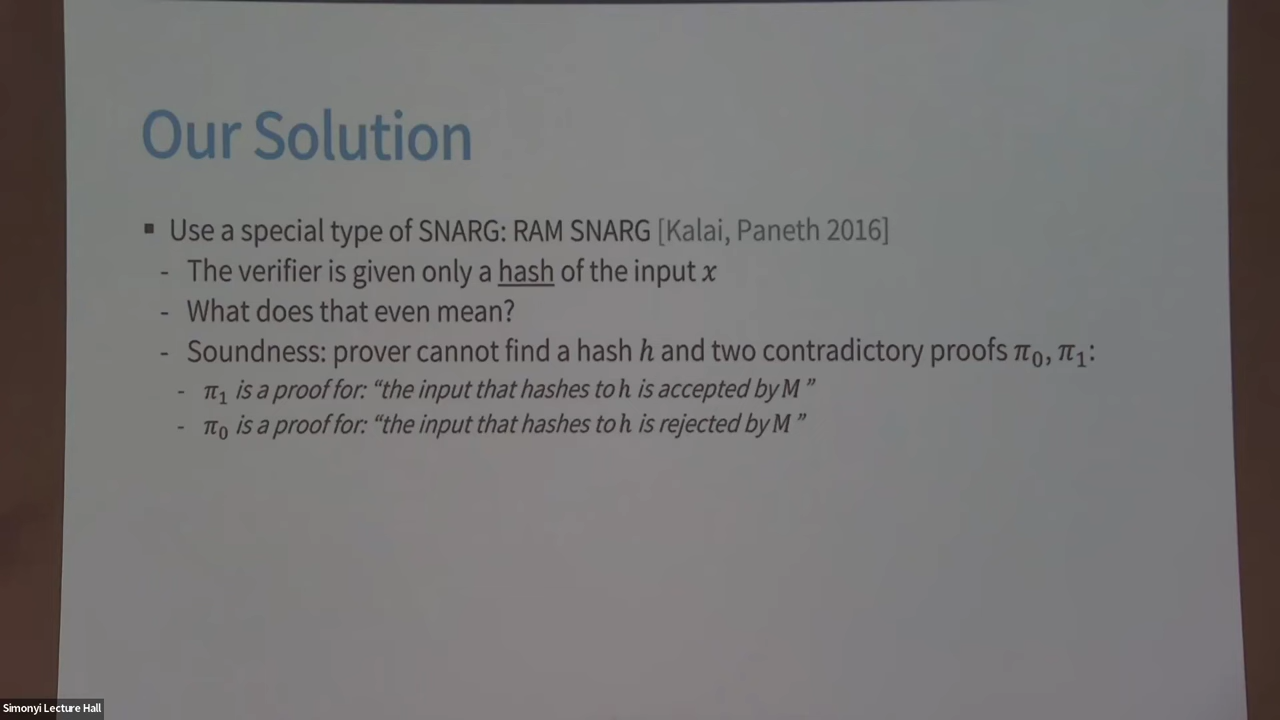 Our Solution
▪ Use a special type of SNARG: RAM SNARG [Kalai, Paneth 2016]
- The verifier is given only a hash of the input x
- What does that even mean?
- Soundness: prover cannot find a hash h and two contradictory proofs π₀, π₁:
- π₁ is a proof for: “the input that hashes to h is accepted by M ”
- π₀ is a proof for: “the input that hashes to h is rejected by M ”
Simonyi Lecture Hall